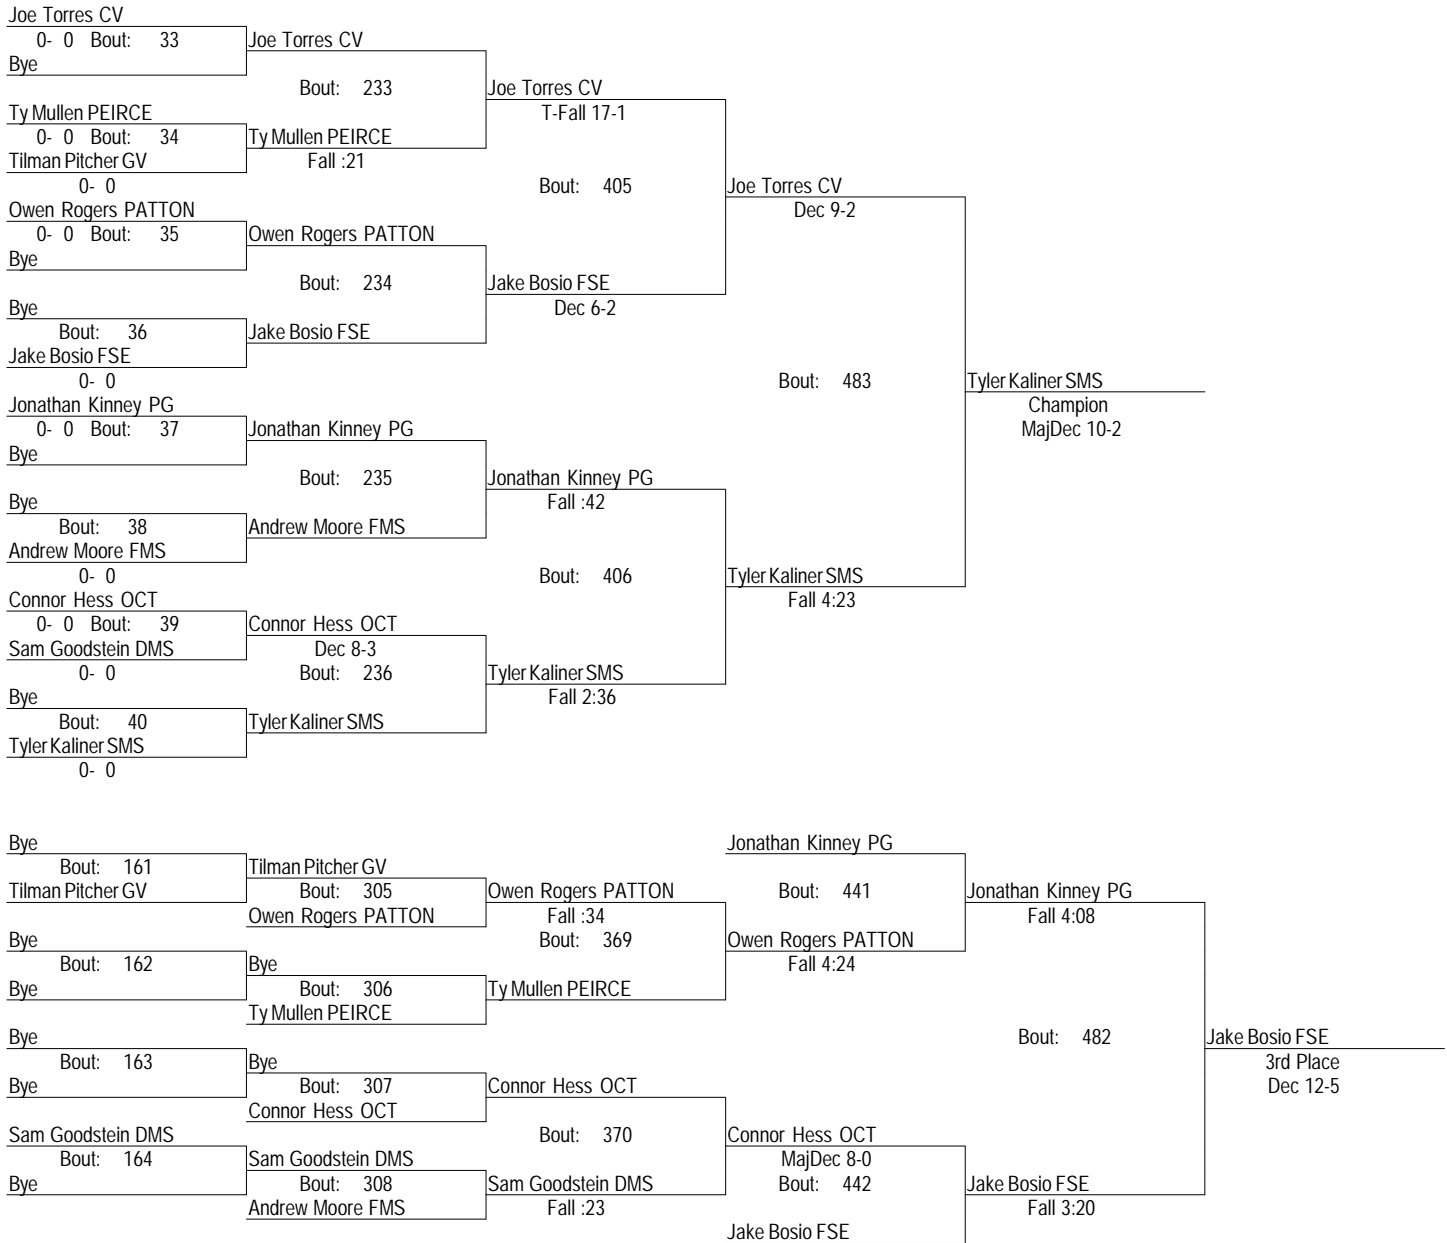 Joe Torres CV
0- 0 Bout: 33 Joe Torres CV
Bye
Bout: 233 Joe Torres CV
Ty Mullen PEIRCE T-Fall 17-1
0- 0 Bout: 34 Ty Mullen PEIRCE
Tilman Pitcher GV Fall :21
0- 0 Bout: 405 Joe Torres CV
Owen Rogers PATTON Dec 9-2
0- 0 Bout: 35 Owen Rogers PATTON
Bye
Bout: 234 Jake Bosio FSE
Bye Dec 6-2
Bout: 36 Jake Bosio FSE
Jake Bosio FSE
0- 0 Bout: 483 Tyler Kaliner SMS
Jonathan Kinney PG Champion
0- 0 Bout: 37 Jonathan Kinney PG MajDec 10-2
Bye
Bout: 235 Jonathan Kinney PG
Bye Fall :42
Bout: 38 Andrew Moore FMS
Andrew Moore FMS
0- 0 Bout: 406 Tyler Kaliner SMS
Connor Hess OCT Fall 4:23
0- 0 Bout: 39 Connor Hess OCT
Sam Goodstein DMS Dec 8-3
0- 0 Bout: 236 Tyler Kaliner SMS
Bye Fall 2:36
Bout: 40 Tyler Kaliner SMS
Tyler Kaliner SMS
0- 0
Bye Jonathan Kinney PG
Bout: 161 Tilman Pitcher GV
Tilman Pitcher GV Bout: 305 Owen Rogers PATTON Bout: 441 Jonathan Kinney PG
Owen Rogers PATTON Fall :34 Fall 4:08
Bye Bout: 369 Owen Rogers PATTON
Bout: 162 Bye Fall 4:24
Bye Bout: 306 Ty Mullen PEIRCE
Ty Mullen PEIRCE
Bye Bout: 482 Jake Bosio FSE
Bout: 163 Bye 3rd Place
Bye Bout: 307 Connor Hess OCT Dec 12-5
Connor Hess OCT
Sam Goodstein DMS Bout: 370 Connor Hess OCT
Bout: 164 Sam Goodstein DMS MajDec 8-0
Bye Bout: 308 Sam Goodstein DMS Bout: 442 Jake Bosio FSE
Andrew Moore FMS Fall :23 Fall 3:20
Jake Bosio FSE